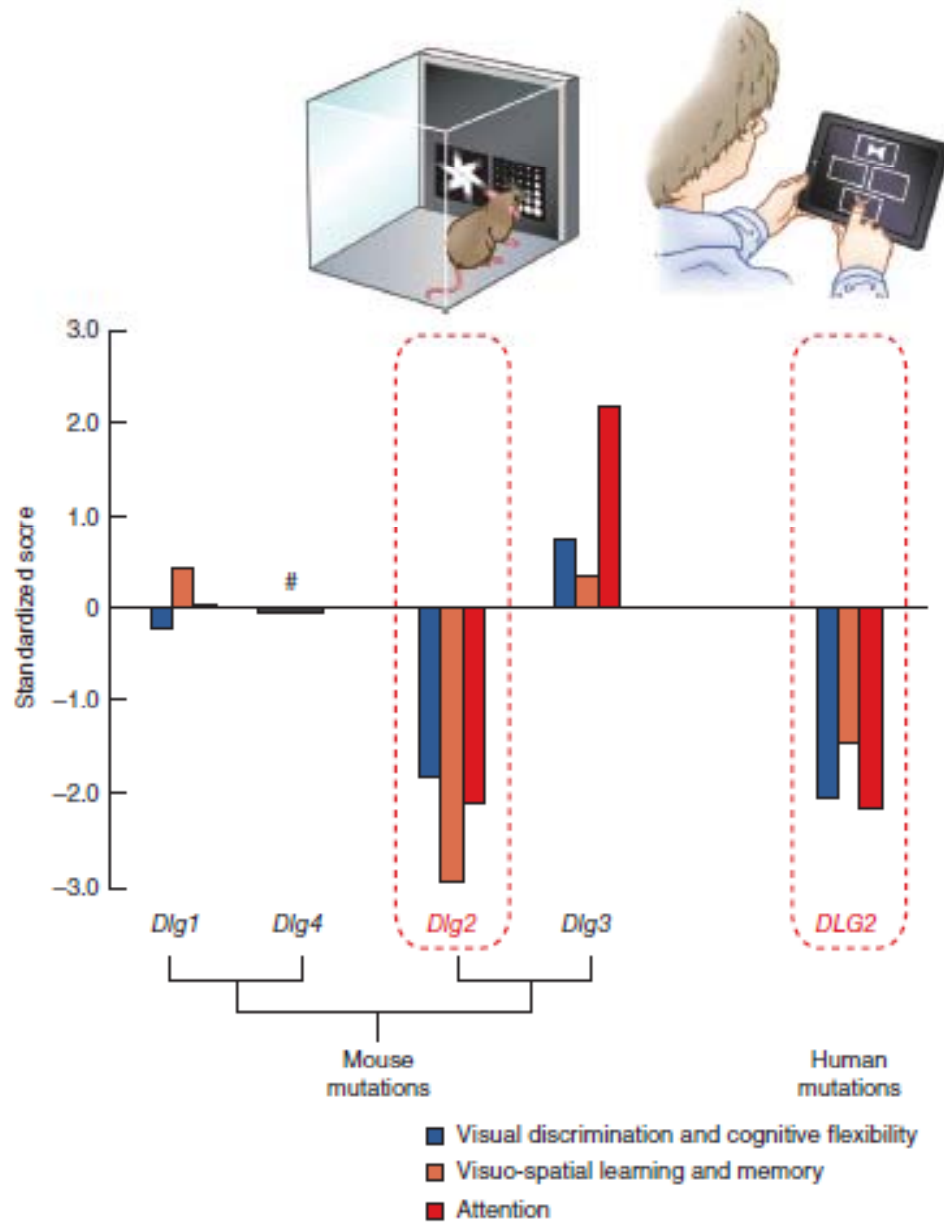 3.0
2.0
1.0
0
–1.0
–2.0
–3.0
Standardized score
#
Dlg1 Dlg4 Dlg2 Dlg3 DLG2
Mouse
mutations
Human
mutations
Visual discrimination and cognitive flexibility
Visuo-spatial learning and memory
Attention